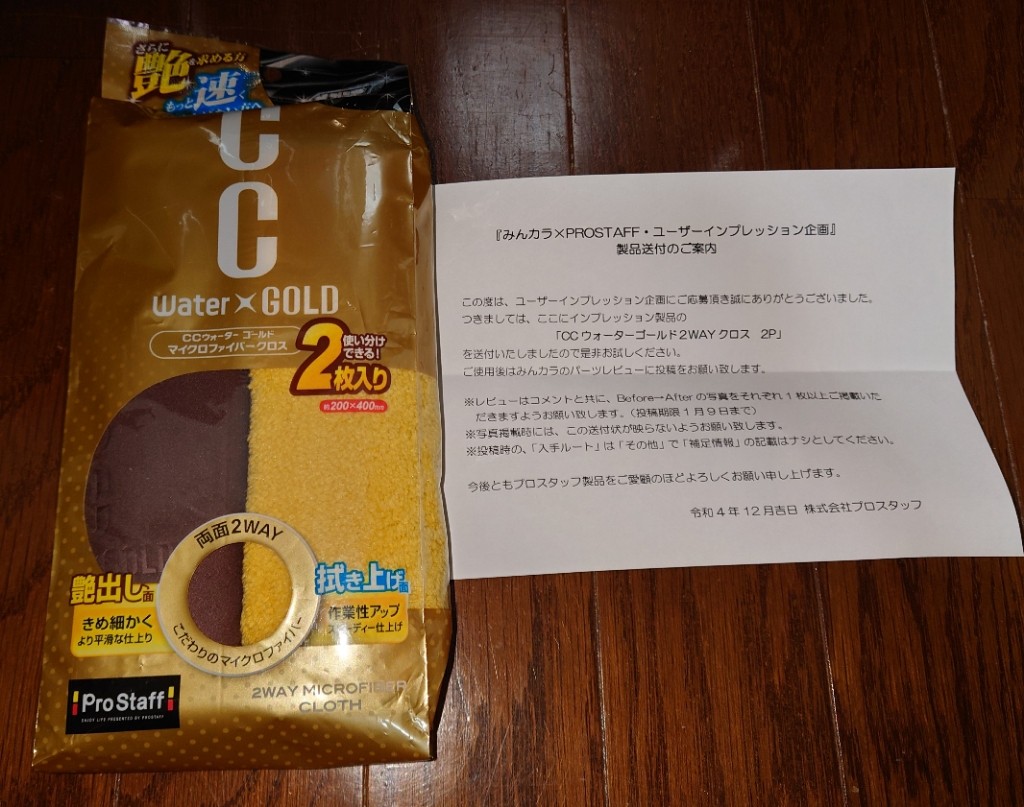 さらに
艶を求める方
もっと速く
C
C
Water GOLD
CCウォーター ゴールド
マイクロファイバークロス
使い分け
できる!
2枚入り
約200×400mm
両面2WAY
こだわりのマイクロファイバー
艶出し面
きめ細かく
より平滑な仕上り
拭き上げ面
作業性アップ
スピーディー仕上げ
ProStaff
ENJOY LIFE PRESENTED BY PROSTAFF
2WAY MICROFIBER
CLOTH
『みんカラ×PROSTAFF・ユーザーインプレッション企画』
製品送付のご案内
この度は、ユーザーインプレッション企画にご応募頂き誠にありがとうございました。
つきましては、ここにインプレッション製品の
「CCウォーターゴールド2WAYクロス 2P」
を送付いたしましたので是非お試しください。
ご使用後はみんカラのパーツレビューに投稿をお願い致します。
※レビューはコメントと共に、Before→Afterの写真をそれぞれ1枚以上ご掲載いた
だきますようお願い致します。(投稿期限1月9日まで)
※写真掲載時には、この送付状が映らないようお願い致します。
※投稿時の、「入手ルート」は「その他」で「補足情報」の記載はナシとしてください。
今後ともプロスタッフ製品をご愛顧のほどよろしくお願い申し上げます。
令和4年12月吉日 株式会社プロスタッフ